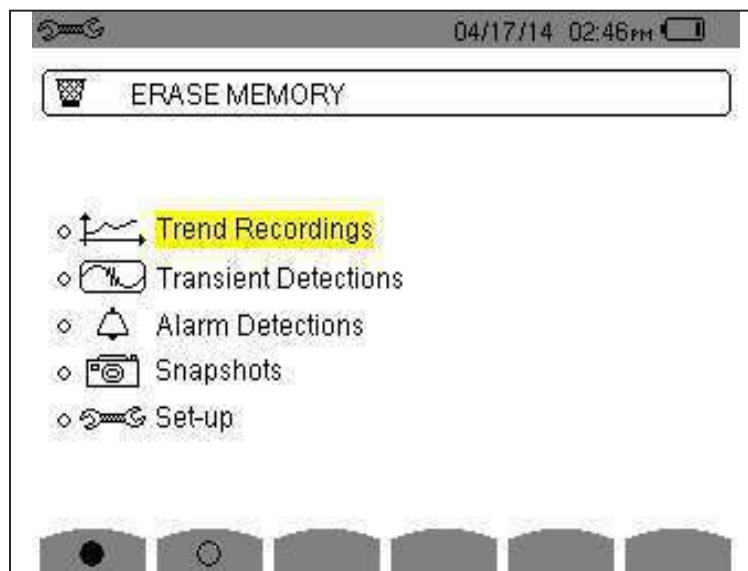 04/17/14 02:46PM
ERASE MEMORY
Trend Recordings
Transient Detections
Alarm Detections
Snapshots
Set-up